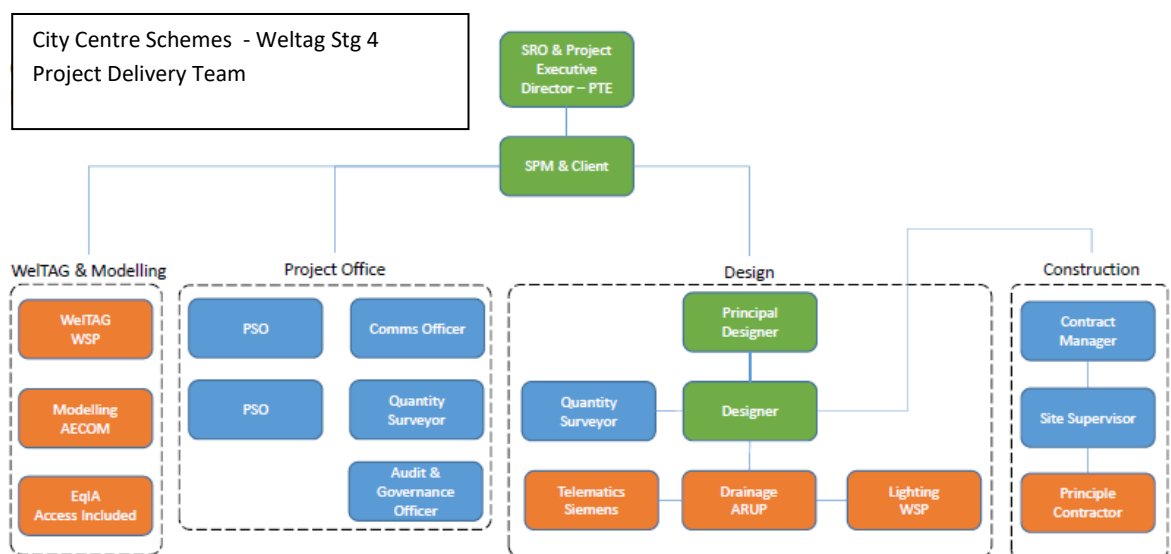 City Centre Schemes - Weltag Stg 4
Project Delivery Team
SRO & Project
Executive
Director – PTE
SPM & Client
WelTAG & Modelling
Project Office
Design
Construction
WelTAG
WSP
Modelling
AECOM
EqIA
Access Included
PSO
Comms Officer
PSO
Quantity
Surveyor
Audit &
Governance
Officer
Principal
Designer
Quantity
Surveyor
Designer
Telematics
Siemens
Drainage
ARUP
Lighting
WSP
Contract
Manager
Site Supervisor
Principle
Contractor